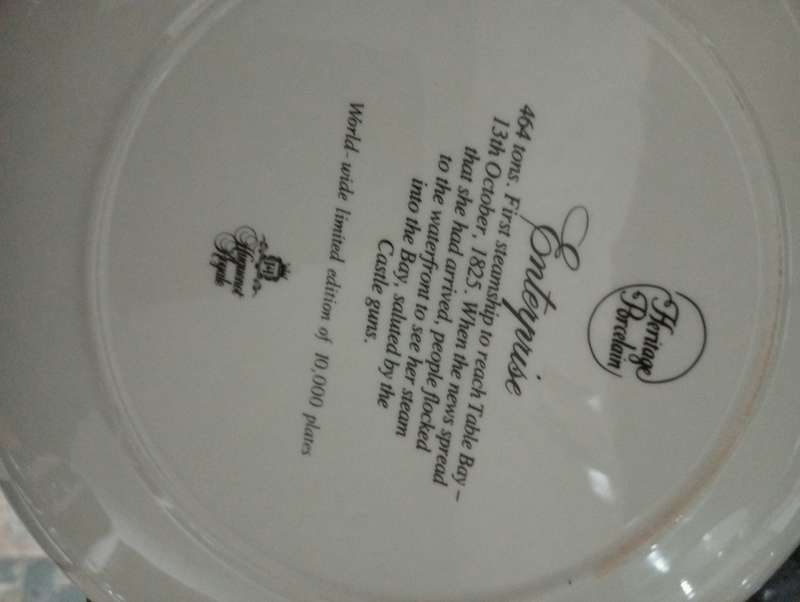 Heritage
Porcelain
Enterprise
464 tons. First steamship to reach Table Bay –
13th October, 1825. When the news spread
that she had arrived, people flocked
to the waterfront to see her steam
into the Bay, saluted by the
Castle guns.
World-wide limited edition of 10,000 plates